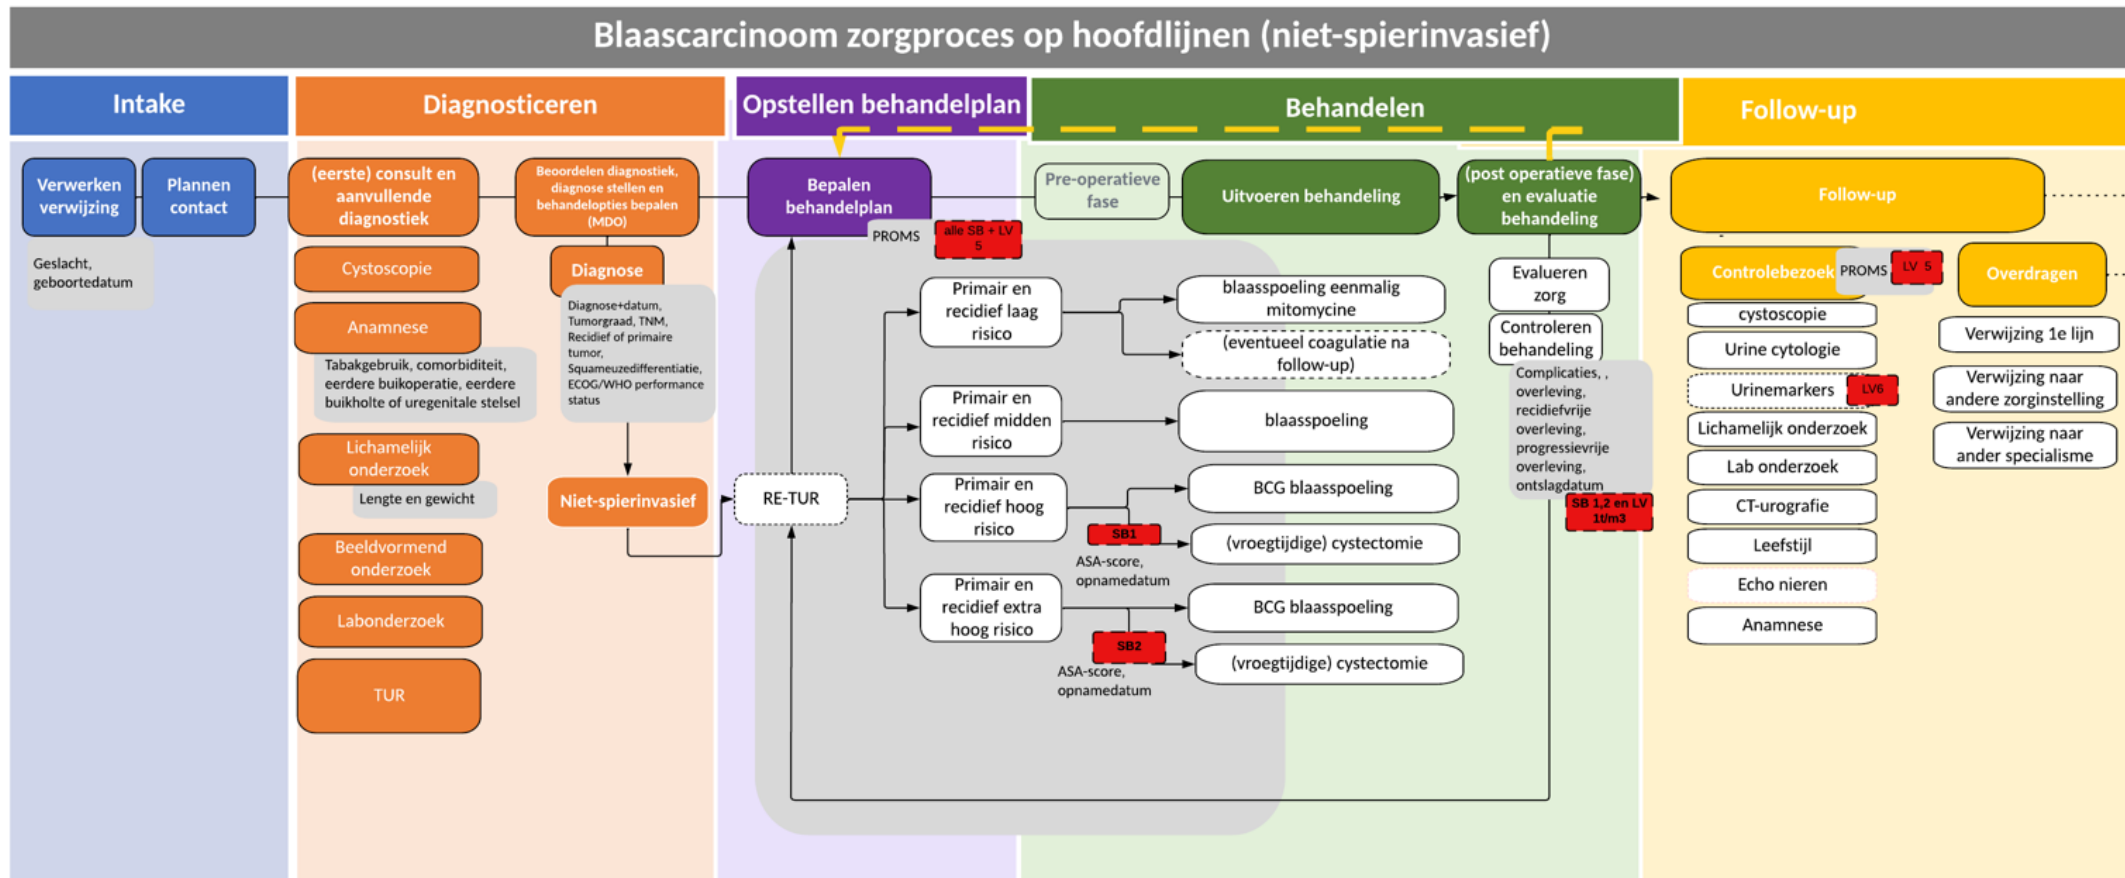 Blaascarcinoom zorgproces op hoofdlijnen (niet-spierinvasief)
Intake
Diagnosticeren
Opstellen behandelplan
Behandelen
Follow-up
Verwerken
verwijzing
Plannen
contact
Geslacht,
geboortedatum
(eerste) consult en
aanvullende
diagnostiek
Cystoscopie
Anamnese
Tabakgebruik, comorbiditeit,
eerdere buikoperatie, eerdere
buikholte of uregenitale stelsel
Lichamelijk
onderzoek
Lengte en gewicht
Beeldvormend
onderzoek
Labonderzoek
TUR
Beoordelen diagnostiek,
diagnose stellen en
behandelopties bepalen
(MDO)
Diagnose
Diagnose+datum,
Tumorgraad, TNM,
Recidief of primaire
tumor,
Squameuzedifferentiatie,
ECOG/WHO performance
status
Niet-spierinvasief
Bepalen
behandelplan
PROMS
alle SB + LV
5
RE-TUR
Primair en
recidief laag
risico
Primair en
recidief midden
risico
Primair en
recidief hoog
risico
Primair en
recidief extra
hoog risico
Pre-operatieve
fase
Uitvoeren behandeling
blaasspoeling eenmalig
mitomycine
(eventueel coagulatie na
follow-up)
blaasspoeling
BCG blaasspoeling
SB1
(vroegtijdige) cystectomie
ASA-score,
opnamedatum
BCG blaasspoeling
SB2
(vroegtijdige) cystectomie
ASA-score,
opnamedatum
(post operatieve fase)
en evaluatie
behandeling
Evalueren
zorg
Controleren
behandeling
Complicaties, ,
overleving,
recidiefvrije
overleving,
progressievrije
overleving,
ontslagdatum
SB 1,2 en LV
1t/m3
Follow-up
Controlebezoek
PROMS
LV 5
cystoscopie
Urine cytologie
Urinemarkers
LV6
Lichamelijk onderzoek
Lab onderzoek
CT-urografie
Leefstijl
Echo nieren
Anamnese
Overdragen
Verwijzing 1e lijn
Verwijzing naar
andere zorginstelling
Verwijzing naar
ander specialisme